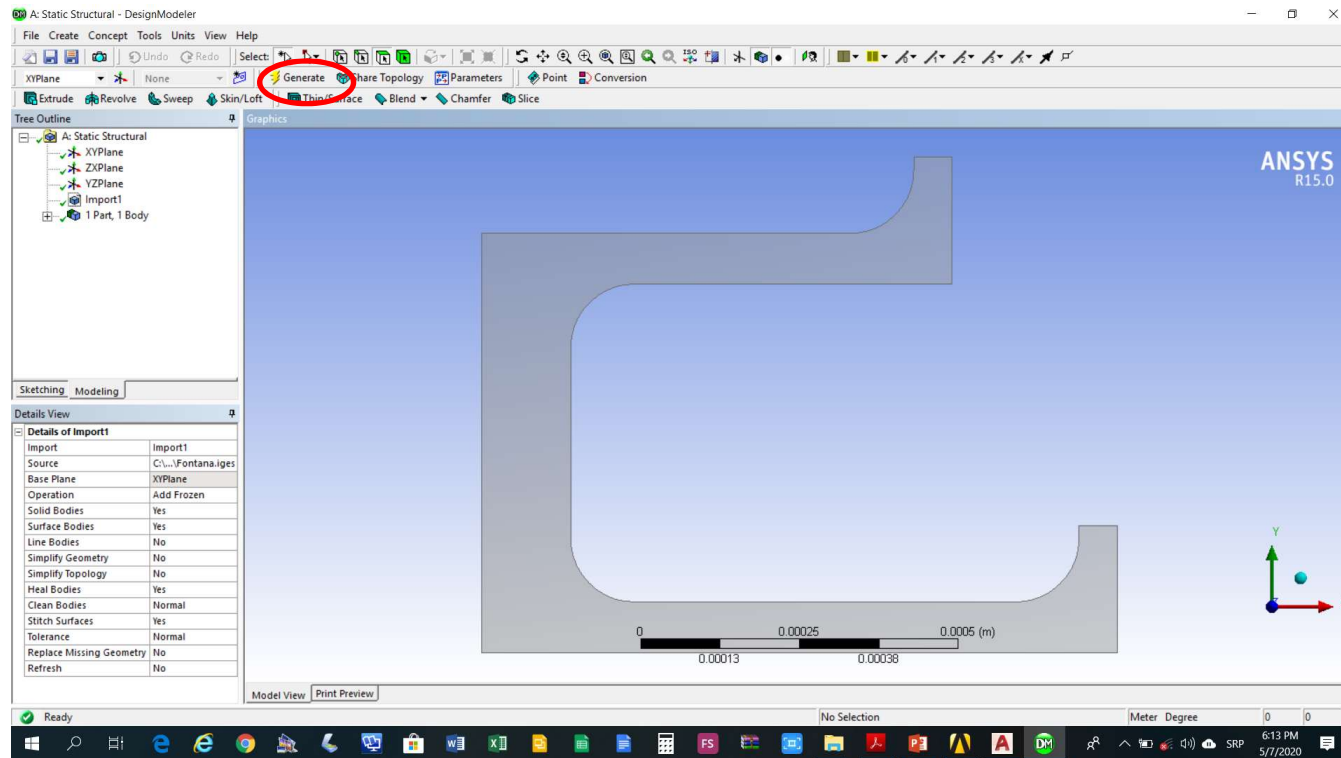 A: Static Structural - DesignModeler
File Create Concept Tools Units View Help
Undo Redo Select:
XYPlane None Generate Share Topology Parameters Point Conversion
Extrude Revolve Sweep Skin/Loft Thin/Surface Blend Chamfer Slice
Tree Outline
A: Static Structural
XYPlane
ZXPlane
YZPlane
Import1
1 Part, 1 Body
Sketching Modeling
Details View
Details of Import1
Import Import1
Source C:\...\Fontana.iges
Base Plane XYPlane
Operation Add Frozen
Solid Bodies Yes
Surface Bodies Yes
Line Bodies No
Simplify Geometry No
Simplify Topology No
Heal Bodies Yes
Clean Bodies Normal
Stitch Surfaces Yes
Tolerance Normal
Replace Missing Geometry No
Refresh No
Graphics
ANSYS
R15.0
Y
0 0.00025 0.0005 (m)
0.00013 0.00038
Model View Print Preview
Ready No Selection Meter Degree 0 0
FS DM SRP 6:13 PM
5/7/2020